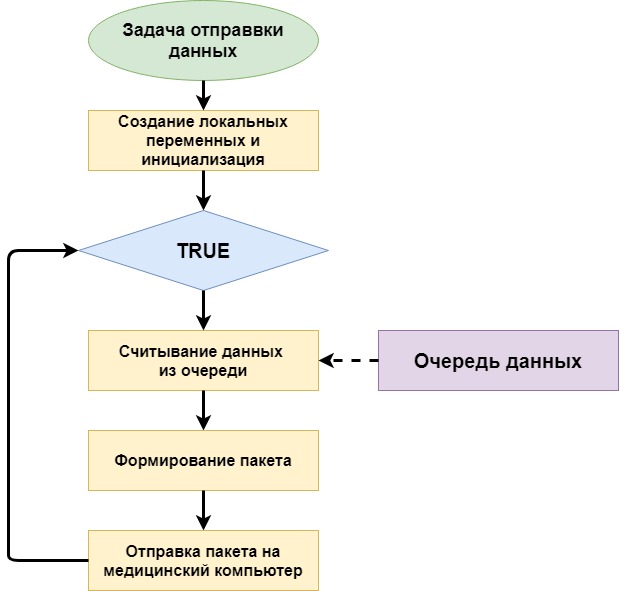 Задача отправвки
данных
Создание локальных
переменных и
инициализация
TRUE
Считывание данных
из очереди
Очередь данных
Формирование пакета
Отправка пакета на
медицинский компьютер